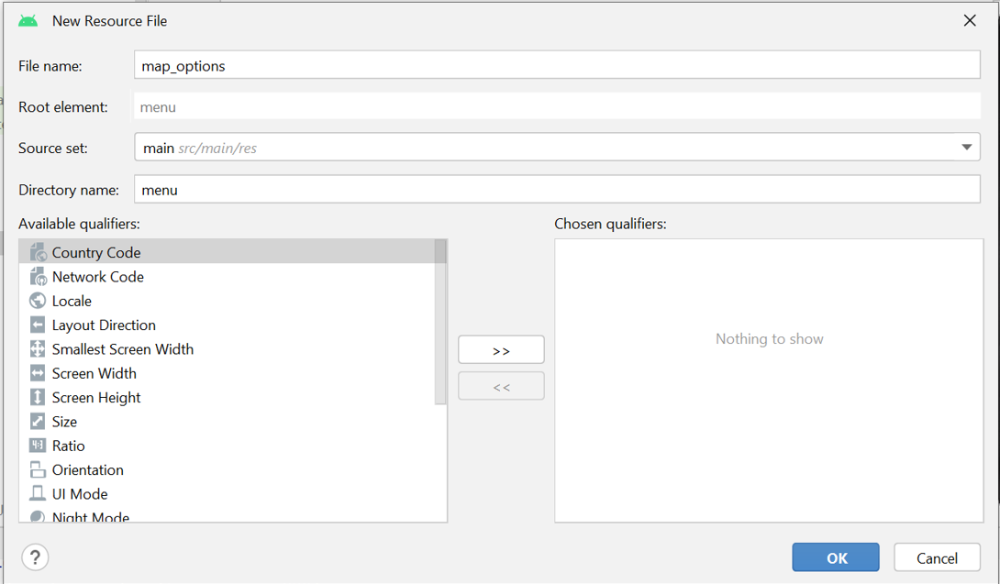 New Resource File
File name: map_options
Root element: menu
Source set: main src/main/res
Directory name: menu
Available qualifiers:
Chosen qualifiers:
Country Code
Network Code
Locale
Layout Direction
Smallest Screen Width
Screen Width
Screen Height
Size
Ratio
Orientation
UI Mode
Night Mode
>>
<<
Nothing to show
?
OK
Cancel